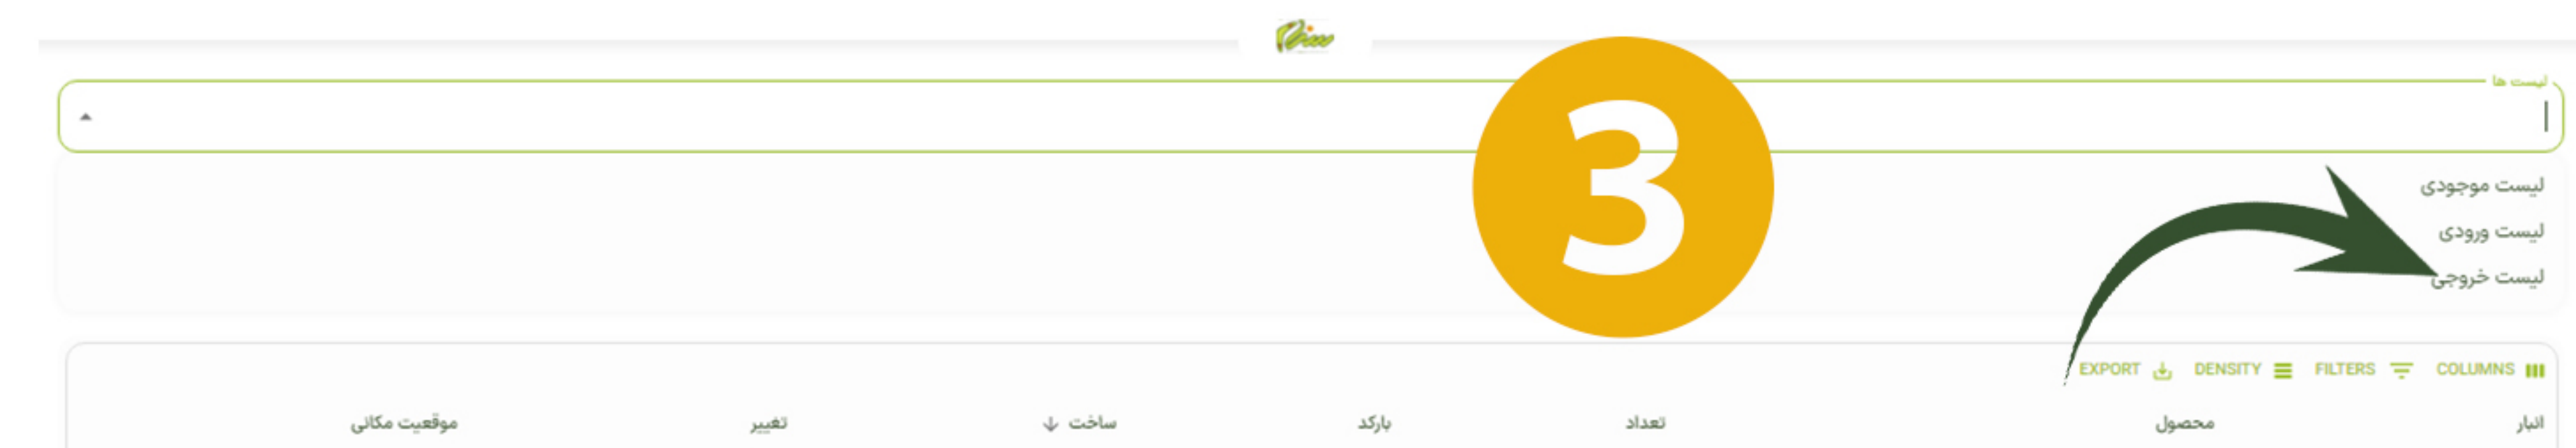 لیست ها
3
لیست موجودی
لیست ورودی
لیست خروجی
COLUMNS FILTERS DENSITY EXPORT
انبار محصول تعداد بارکد ساخت تغییر موقعیت مکانی